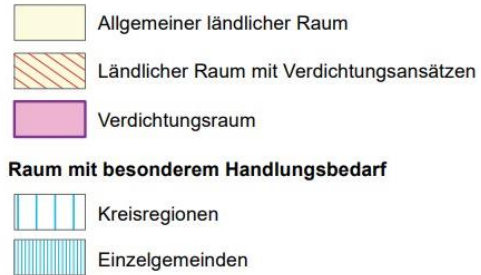 Allgemeiner ländlicher Raum
Ländlicher Raum mit Verdichtungsansätzen
Verdichtungsraum
Raum mit besonderem Handlungsbedarf
Kreisregionen
Einzelgemeinden